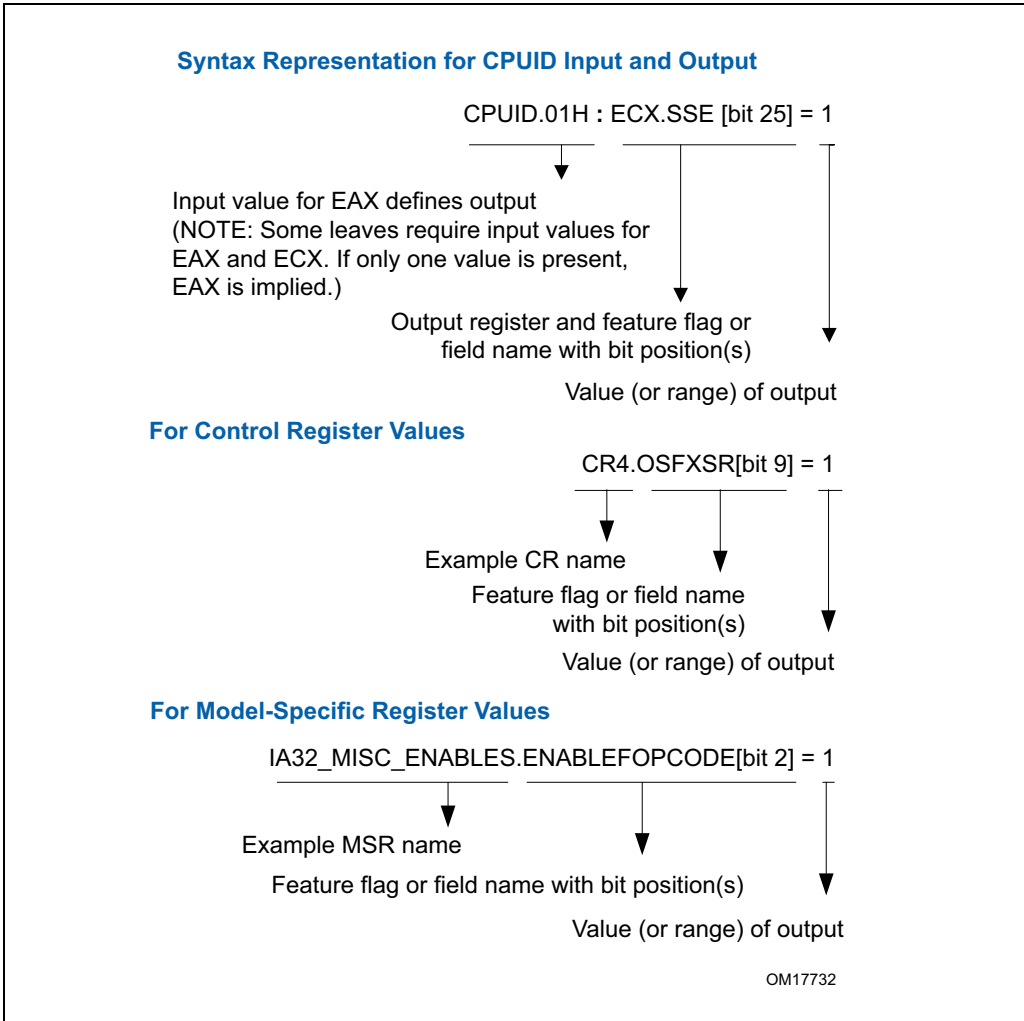 Syntax Representation for CPUID Input and Output
CPUID.01H : ECX.SSE [bit 25] = 1
Input value for EAX defines output
(NOTE: Some leaves require input values for
EAX and ECX. If only one value is present,
EAX is implied.)
Output register and feature flag or
field name with bit position(s)
Value (or range) of output
For Control Register Values
CR4.OSFXSR[bit 9] = 1
Example CR name
Feature flag or field name
with bit position(s)
Value (or range) of output
For Model-Specific Register Values
IA32_MISC_ENABLES.ENABLEFOPCODE[bit 2] = 1
Example MSR name
Feature flag or field name with bit position(s)
Value (or range) of output
OM17732